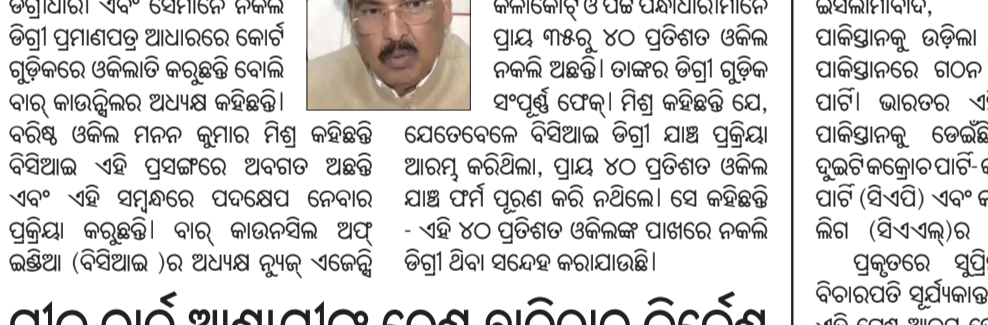 ଡିଗ୍ରୀଧାରୀ ଏବଂ ସେମାନେ ନକଲି
ଡିଗ୍ରୀ ପ୍ରମାଣପତ୍ର ଆଧାରରେ କୋର୍ଟ
ଗୁଡ଼ିକରେ ଓକିଲାତି କରୁଛନ୍ତି ବୋଲି
ବାର୍ କାଉନ୍ସିଲର ଅଧ୍ୟକ୍ଷ କହିଛନ୍ତି।
ବରିଷ୍ଠ ଓକିଲ ମନନ କୁମାର ମିଶ୍ର କହିଛନ୍ତି
ବିସିଆଇ ଏହି ପ୍ରସଙ୍ଗରେ ଅବଗତ ଅଛନ୍ତି
ଏବଂ ଏହି ସମ୍ବନ୍ଧରେ ପଦକ୍ଷେପ ନେବାର
ପ୍ରକ୍ରିୟା କରୁଛନ୍ତି। ବାର୍ କାଉନସିଲ ଅଫ୍
ଇଣ୍ଡିଆ (ବିସିଆଇ )ର ଅଧ୍ୟକ୍ଷ ନ୍ୟୁଜ୍ ଏଜେନ୍ସି
କଳାକୋଟ୍ ଓ ପଟ୍ଟ ପିନ୍ଧାଧାରୀମାନେ
ପ୍ରାୟ ୩୫ରୁ ୪୦ ପ୍ରତିଶତ ଓକିଲ
ନକଲି ଅଛନ୍ତି। ତାଙ୍କର ଡିଗ୍ରୀ ଗୁଡ଼ିକ
ସଂପୂର୍ଣ୍ଣ ଫେକ୍। ମିଶ୍ର କହିଛନ୍ତି ଯେ,
ଯେତେବେଳେ ବିସିଆଇ ଡିଗ୍ରୀ ଯାଞ୍ଚ ପ୍ରକ୍ରିୟା
ଆରମ୍ଭ କରିଥିଲା, ପ୍ରାୟ ୪୦ ପ୍ରତିଶତ ଓକିଲ
ଯାଞ୍ଚ ଫର୍ମ ପୂରଣ କରି ନଥିଲେ। ସେ କହିଛନ୍ତି
- ଏହି ୪୦ ପ୍ରତିଶତ ଓକିଲଙ୍କ ପାଖରେ ନକଲି
ଡିଗ୍ରୀ ଥିବା ସନ୍ଦେହ କରାଯାଉଛି।
ଇସଲାମାବାଦ,
ପାକିସ୍ତାନକୁ ଉଡ଼ିଲା
ପାକିସ୍ତାନରେ ଗଠନ
ପାର୍ଟି। ଭାରତର
ପାକିସ୍ତାନକୁ
ଦୁଇଟି କକ୍ରୋଚ ପାର୍ଟି-
ପାର୍ଟି (ସିଏପି) ଏବଂ
ଲିଗ (ସିଏଏଲ୍)ର
ପ୍ରକୃତରେ
ବିଚାରପତି ସୂର୍ଯ୍ୟକାନ୍ତ